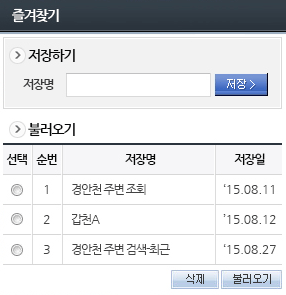 즐겨찾기
저장하기
저장명 저장 >
불러오기
선택 순번 저장명 저장일
1 경안천 주변 조회 '15.08.11
2 갑천A '15.08.12
3 경안천 주변 검색-최근 '15.08.27
삭제 불러오기